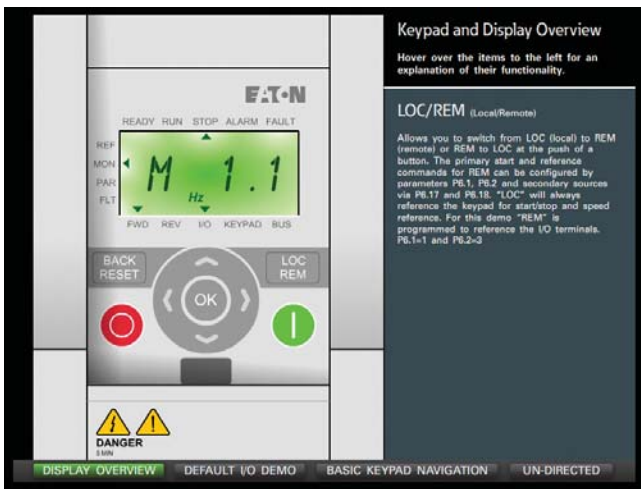 Keypad and Display Overview
Hover over the items to the left for an
explanation of their functionality.
LOC/REM (Local/Remote)
Allows you to switch from LOC (local) to REM
(remote) or REM to LOC at the push of a
button. The primary start and reference
commands for REM can be configured by
parameters P6.1, P6.2 and secondary sources
via P6.17 and P6.18. "LOC" will always
reference the keypad for start/stop and speed
reference. For this demo "REM" is
programmed to reference the I/O terminals.
P6.1=1 and P6.2=3
EATON
READY RUN STOP ALARM FAULT
REF
MON
PAR
FLT
M 1.1
Hz
FWD REV I/O KEYPAD BUS
BACK
RESET
LOC
REM
OK
DANGER
5 MIN
DISPLAY OVERVIEW DEFAULT I/O DEMO BASIC KEYPAD NAVIGATION UN-DIRECTED